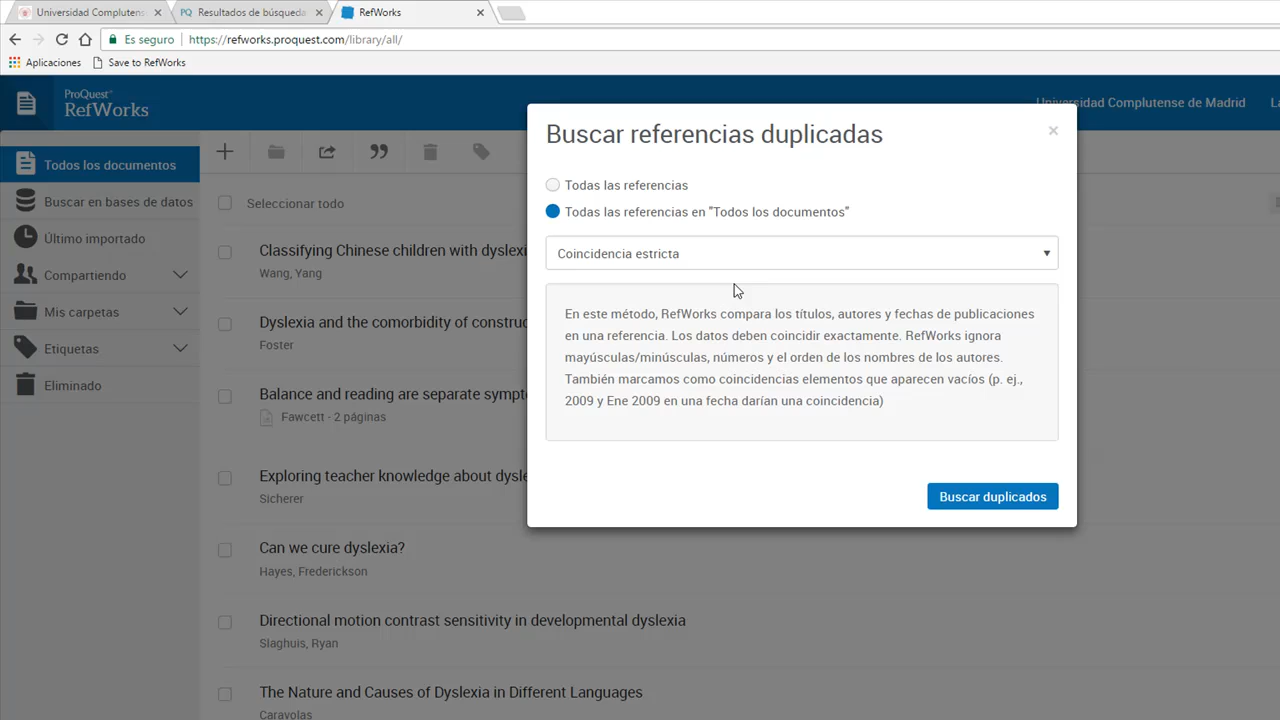 Universidad Complutens
Resultados de búsqueda
RefWorks
Es seguro
https://refworks.proquest.com/library/all/
Aplicaciones
Save to RefWorks
ProQuest
RefWorks
Universidad Complutense de Madrid
Todos los documentos
Buscar en bases de datos
Último importado
Compartiendo
Mis carpetas
Etiquetas
Eliminado
Seleccionar todo
Classifying Chinese children with dyslexi
Wang, Yang
Dyslexia and the comorbidity of construc
Foster
Balance and reading are separate sympt
Fawcett - 2 páginas
Exploring teacher knowledge about dysle
Sicherer
Can we cure dyslexia?
Hayes, Frederickson
Directional motion contrast sensitivity in developmental dyslexia
Slaghuis, Ryan
The Nature and Causes of Dyslexia in Different Languages
Caravolas
Buscar referencias duplicadas
×
Todas las referencias
Todas las referencias en "Todos los documentos"
Coincidencia estricta
En este método, RefWorks compara los títulos, autores y fechas de publicaciones
en una referencia. Los datos deben coincidir exactamente. RefWorks ignora
mayúsculas/minúsculas, números y el orden de los nombres de los autores.
También marcamos como coincidencias elementos que aparecen vacíos (p. ej.,
2009 y Ene 2009 en una fecha darían una coincidencia)
Buscar duplicados